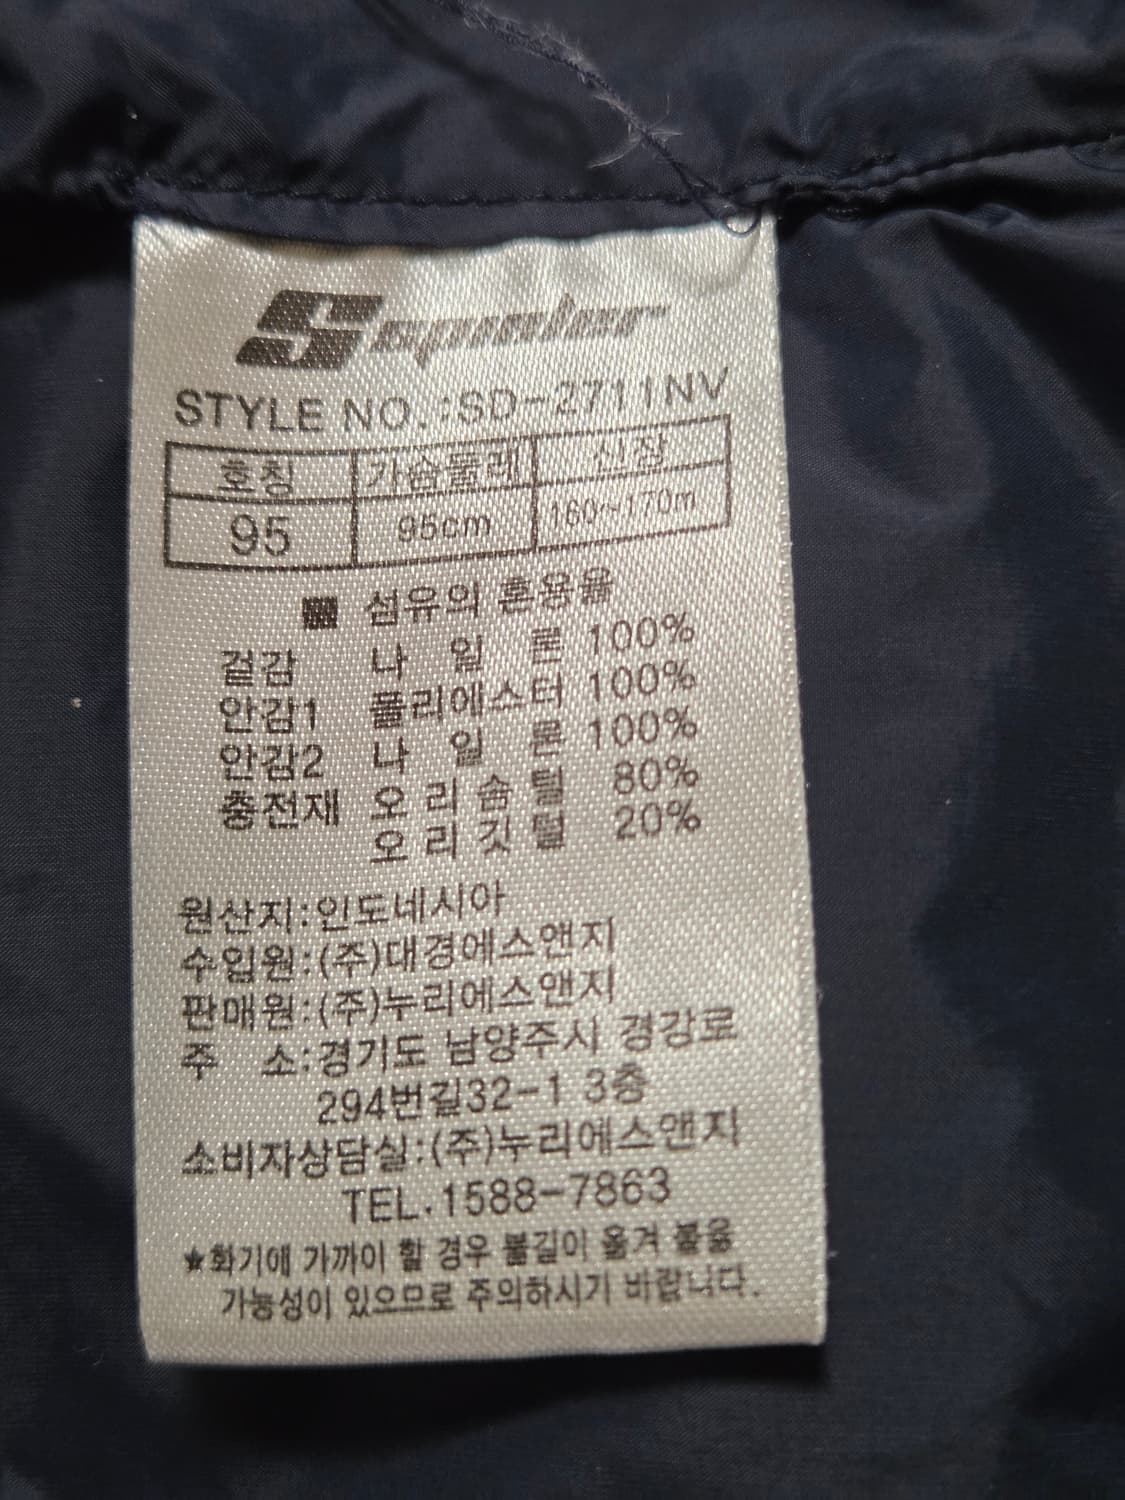 Spinler
STYLE NO. :SD-2711NV
호칭 가슴둘레 신장
95 95cm 160~170m
■ 섬유의 혼용율
겉감 나 일 론 100%
안감1 폴리에스터 100%
안감2 나 일 론 100%
충전재 오 리 솜 털 80%
오 리 깃 털 20%
원산지:인도네시아
수입원:(주)대경에스앤지
판매원:(주)누리에스앤지
주 소:경기도 남양주시 경강로
294번길32-1 3층
소비자상담실:(주)누리에스앤지
TEL.1588-7863
★화기에 가까이 할 경우 불길이 옮겨 붙을
가능성이 있으므로 주의하시기 바랍니다.